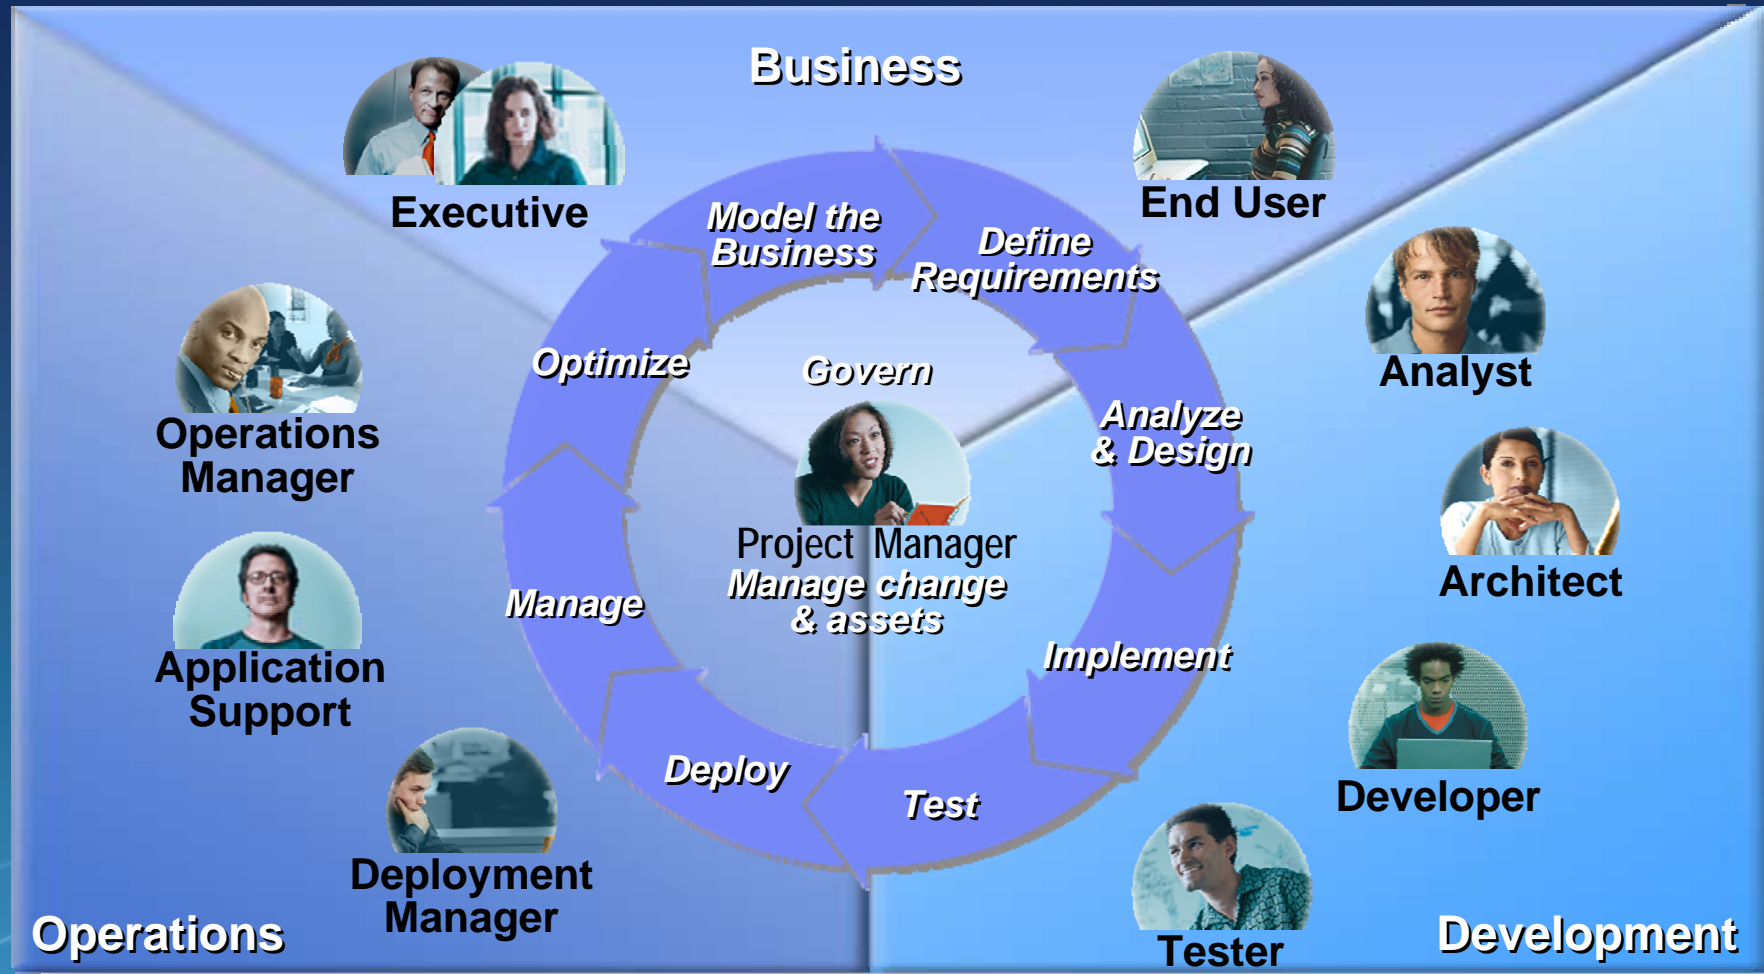 Business
Executive
End User
Model the
Business
Define
Requirements
Analyst
Optimize
Govern
Analyze
& Design
Operations
Manager
Project Manager
Manage change
& assets
Architect
Manage
Implement
Application
Support
Deploy
Test
Developer
Deployment
Manager
Tester
Operations
Development